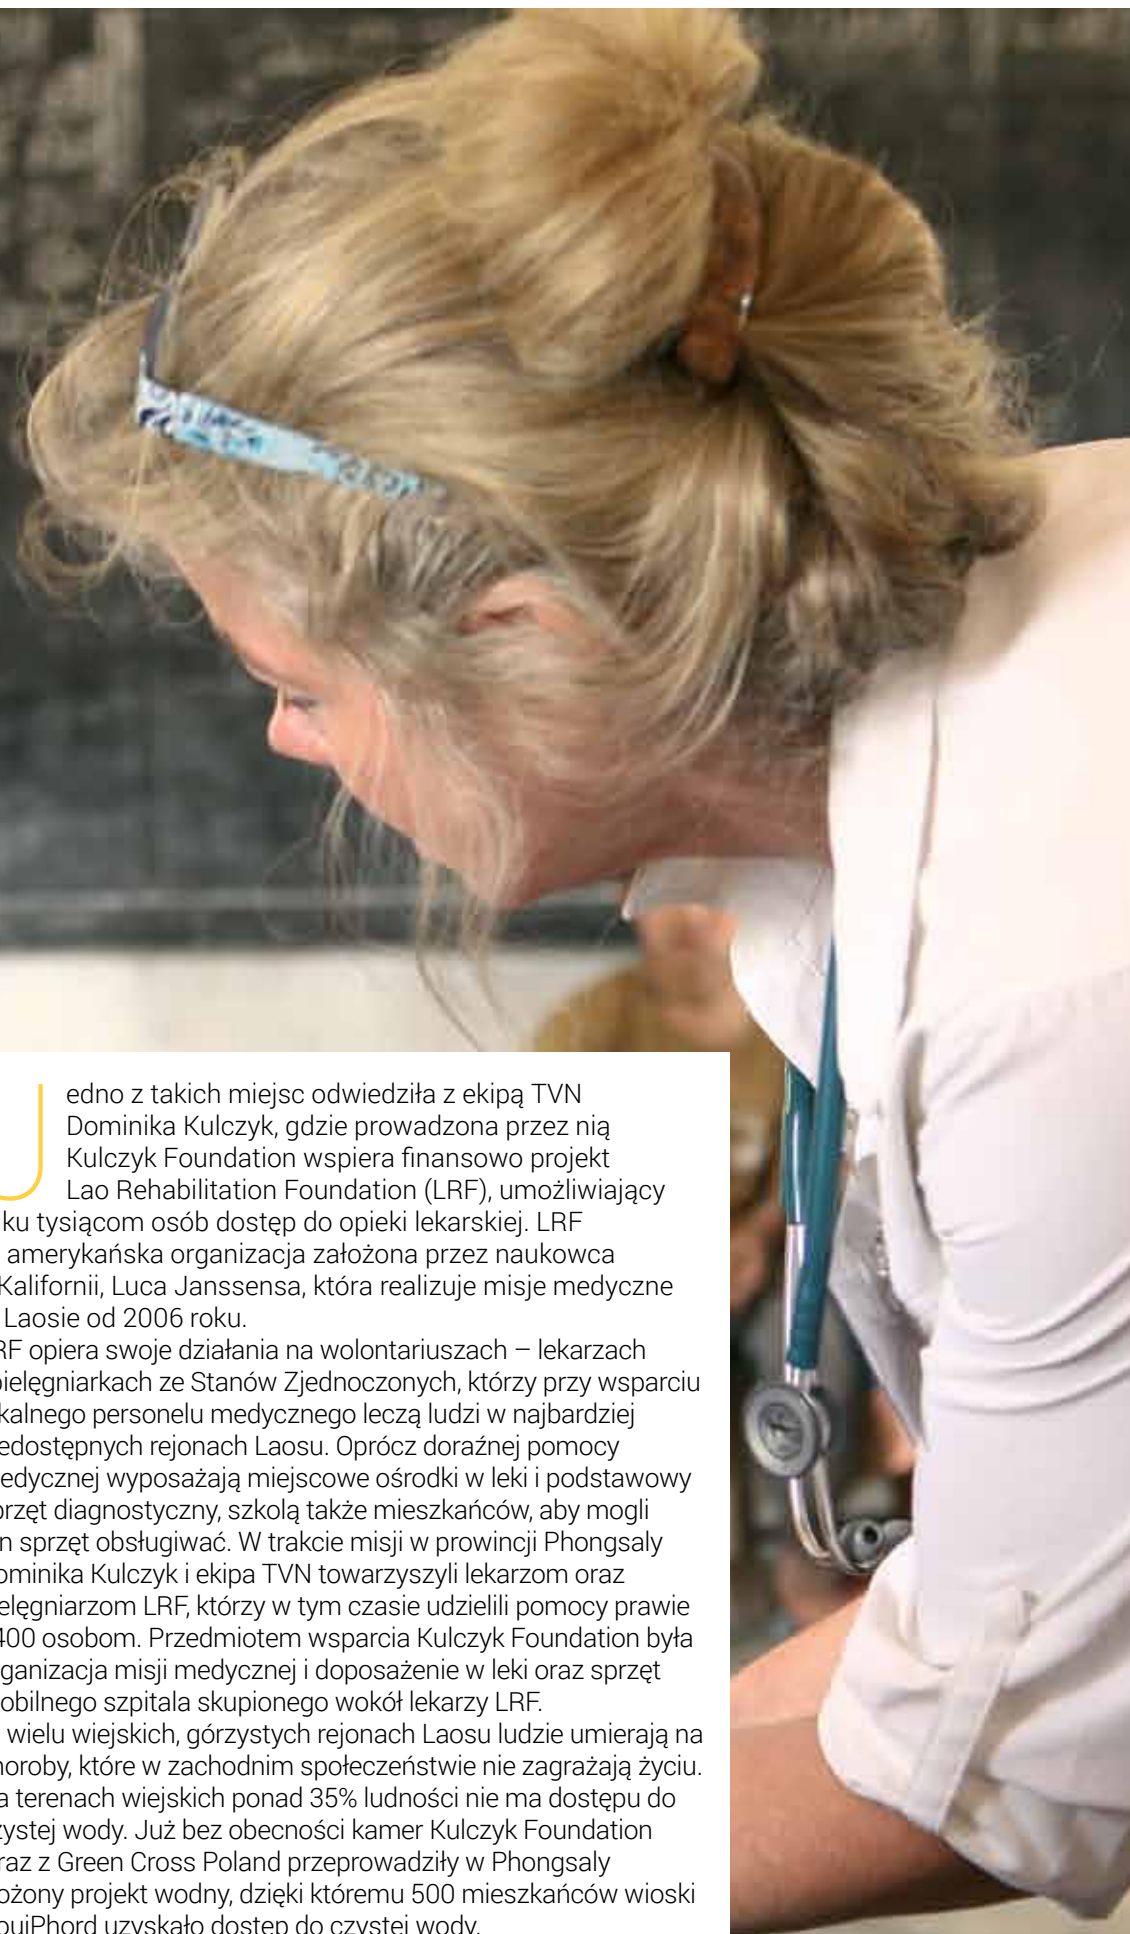 Jedno z takich miejsc odwiedziła z ekipą TVN
Dominika Kulczyk, gdzie prowadzona przez nią
Kulczyk Foundation wspiera finansowo projekt
Lao Rehabilitation Foundation (LRF), umożliwiający
ku tysiącom osób dostęp do opieki lekarskiej. LRF
amerykańska organizacja założona przez naukowca
Kalifornii, Luca Janssensa, która realizuje misje medyczne
Laosie od 2006 roku.
RF opiera swoje działania na wolontariuszach – lekarzach
pielęgniarkach ze Stanów Zjednoczonych, którzy przy wsparciu
kalnego personelu medycznego leczą ludzi w najbardziej
edostępnych rejonach Laosu. Oprócz doraźnej pomocy
edycznej wyposażają miejscowe ośrodki w leki i podstawowy
przęt diagnostyczny, szkolą także mieszkańców, aby mogli
n sprzęt obsługiwać. W trakcie misji w prowincji Phongsaly
ominika Kulczyk i ekipa TVN towarzyszyli lekarzom oraz
elęgniarzom LRF, którzy w tym czasie udzielili pomocy prawie
400 osobom. Przedmiotem wsparcia Kulczyk Foundation była
ganizacja misji medycznej i doposażenie w leki oraz sprzęt
obilnego szpitala skupionego wokół lekarzy LRF.
wielu wiejskich, górzystych rejonach Laosu ludzie umierają na
horoby, które w zachodnim społeczeństwie nie zagrażają życiu.
a terenach wiejskich ponad 35% ludności nie ma dostępu do
zystej wody. Już bez obecności kamer Kulczyk Foundation
raz z Green Cross Poland przeprowadziły w Phongsaly
ożony projekt wodny, dzięki któremu 500 mieszkańców wioski
ouiPhord uzyskało dostęp do czystej wody.